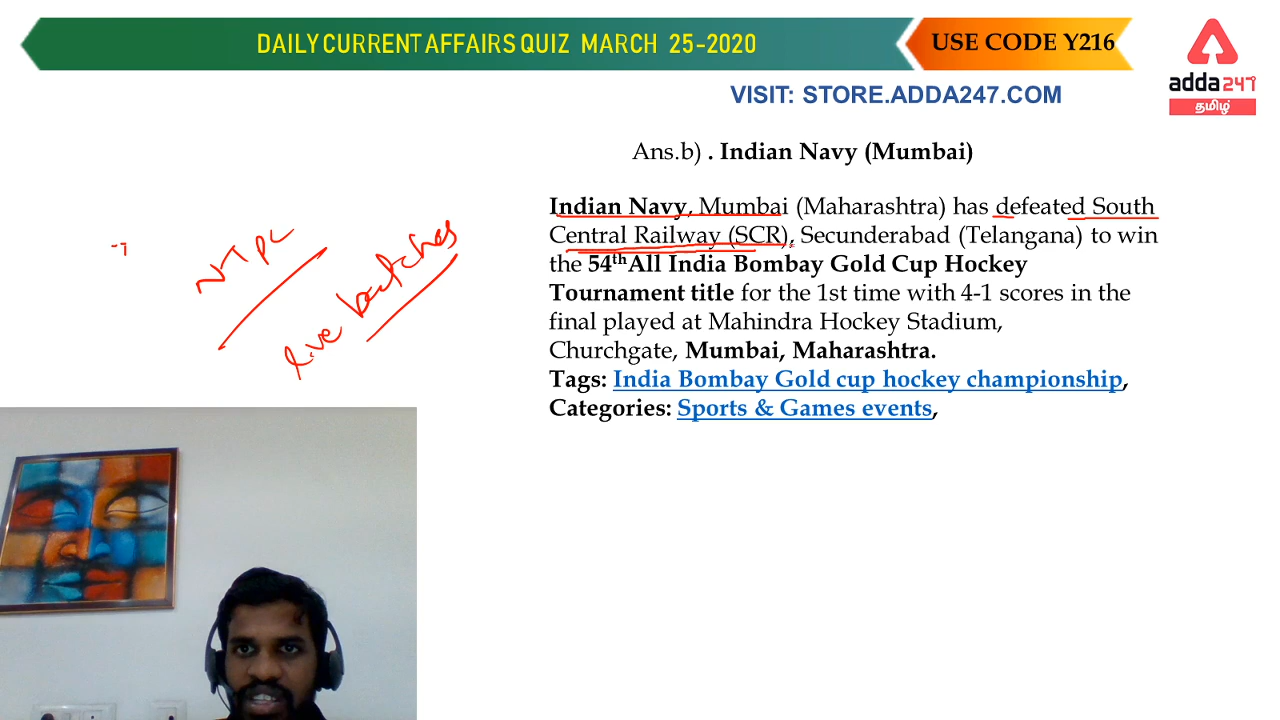 DAILY CURRENT AFFAIRS QUIZ MARCH 25-2020
USE CODE Y216
adda247
தமிழ்
VISIT: STORE.ADDA247.COM
Ans.b) . Indian Navy (Mumbai)
Indian Navy, Mumbai (Maharashtra) has defeated South
Central Railway (SCR), Secunderabad (Telangana) to win
the 54thAll India Bombay Gold Cup Hockey
Tournament title for the 1st time with 4-1 scores in the
final played at Mahindra Hockey Stadium,
Churchgate, Mumbai, Maharashtra.
Tags: India Bombay Gold cup hockey championship,
Categories: Sports & Games events,
NTPC
live batches